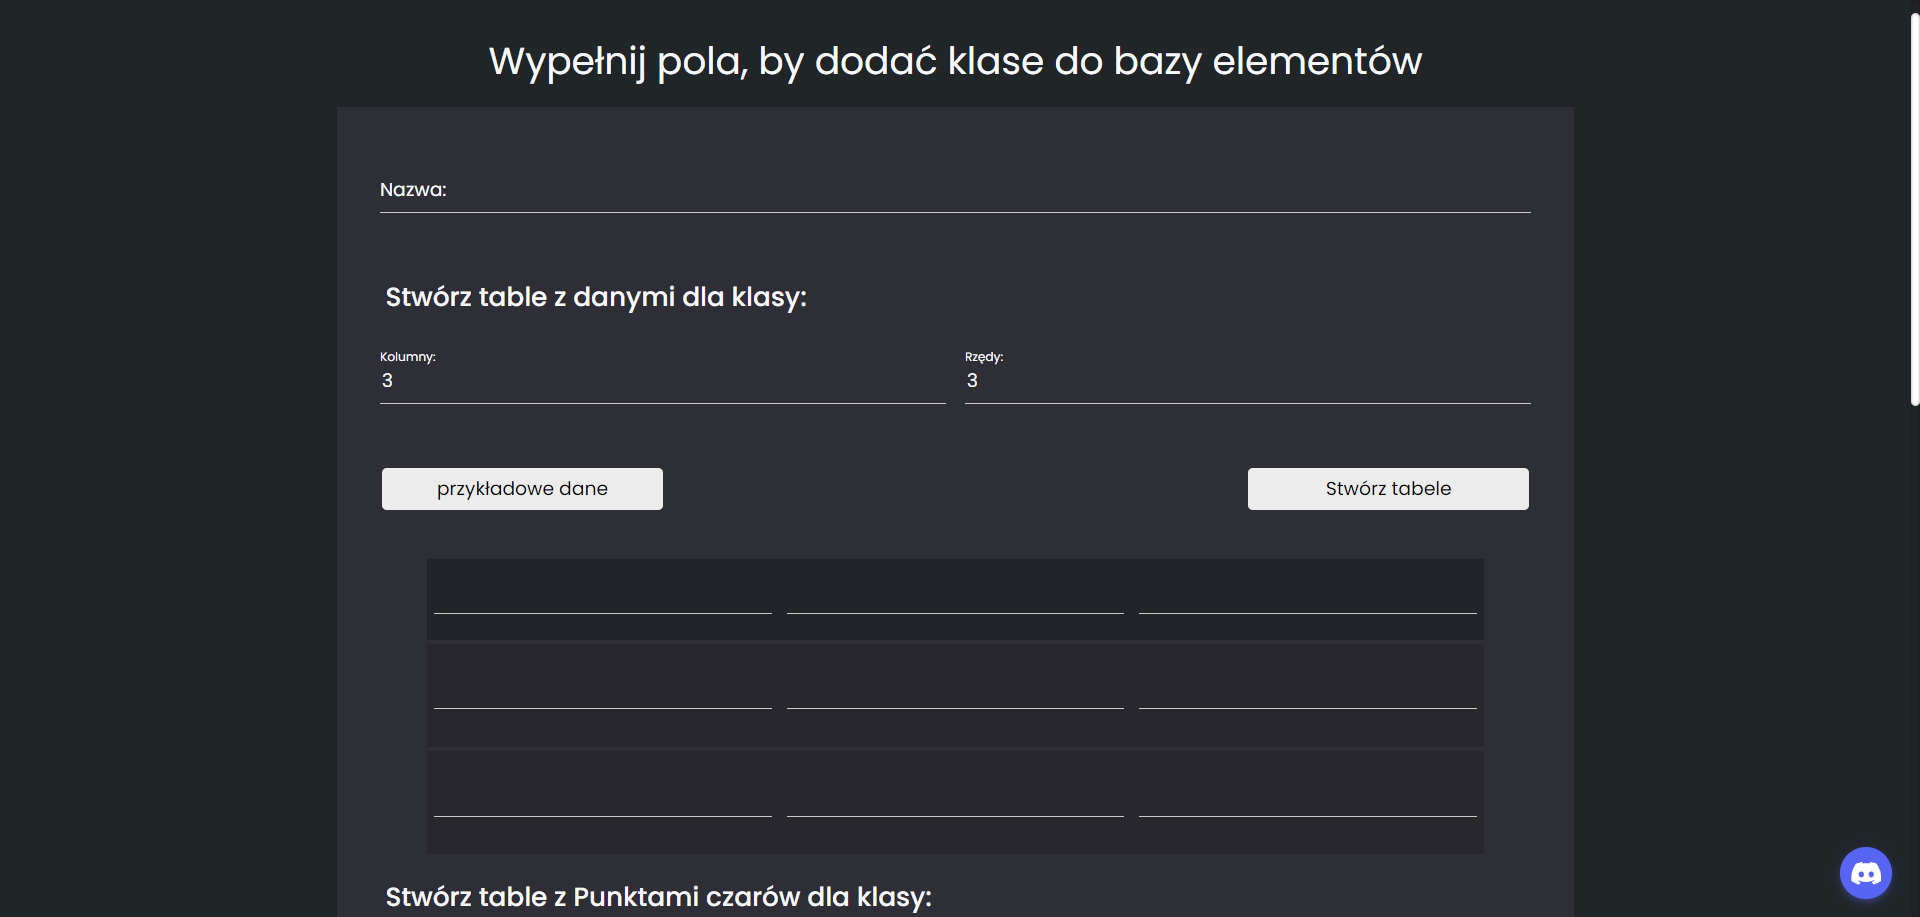 Wypełnij pola, by dodać klase do bazy elementów
Nazwa:
Stwórz table z danymi dla klasy:
Kolumny: Rzędy:
3 3
przykładowe dane Stwórz tabele
Stwórz table z Punktami czarów dla klasy: